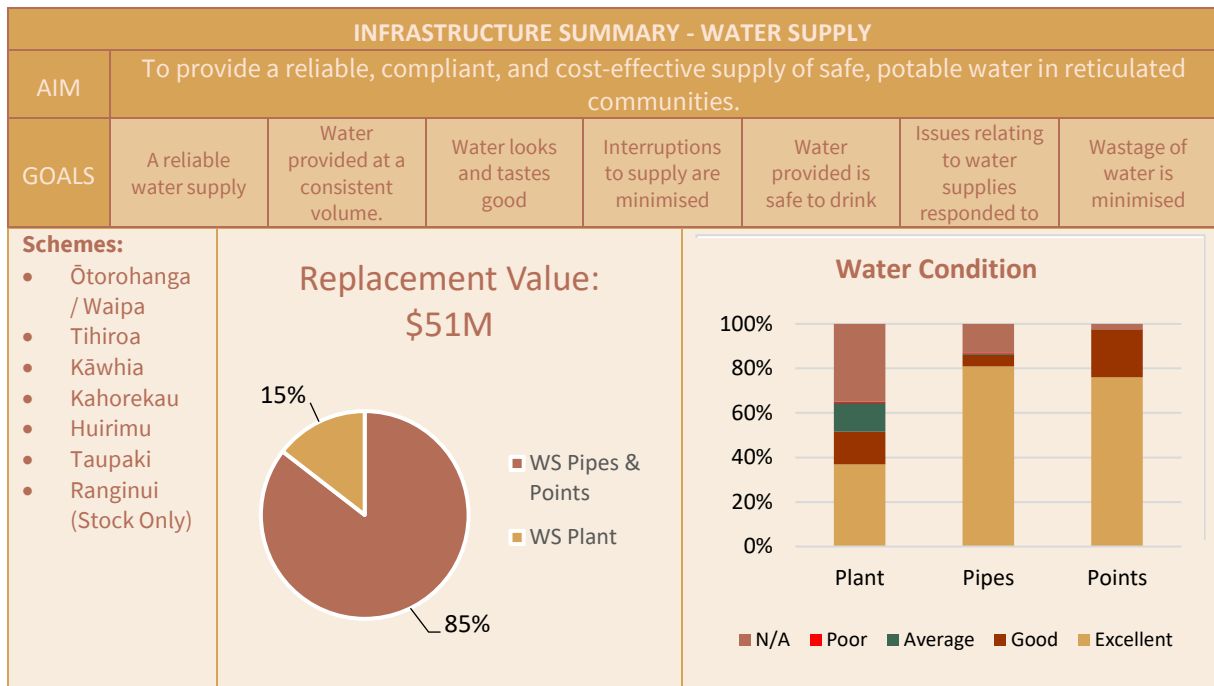 INFRASTRUCTURE SUMMARY - WATER SUPPLY
AIM
To provide a reliable, compliant, and cost-effective supply of safe, potable water in reticulated
communities.
GOALS
A reliable
water supply
Water
provided at a
consistent
volume.
Water looks
and tastes
good
Interruptions
to supply are
minimised
Water
provided is
safe to drink
Issues relating
to water
supplies
responded to
Wastage of
water is
minimised
Schemes:
• Ōtorohanga
/ Waipa
• Tihiroa
• Kāwhia
• Kahorekau
• Huirimu
• Taupaki
• Ranginui
(Stock Only)
Replacement Value:
$51M
15%
85%
WS Pipes &
Points
WS Plant
Water Condition
100%
80%
60%
40%
20%
0%
Plant Pipes Points
N/A Poor Average Good Excellent